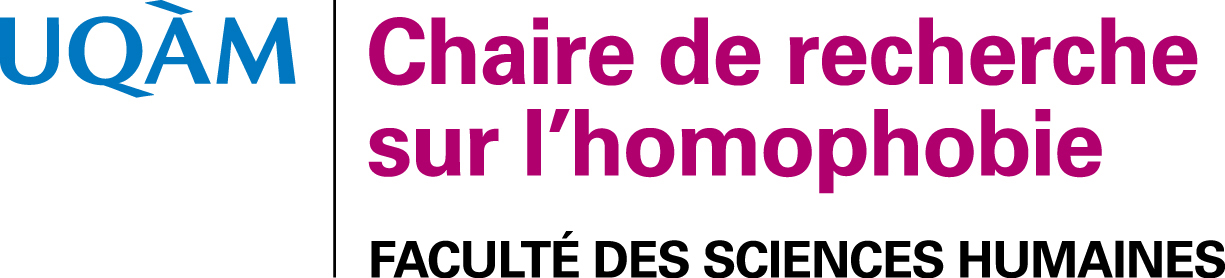 UQÀM
Chaire de recherche
sur l’homophobie
FACULTÉ DES SCIENCES HUMAINES